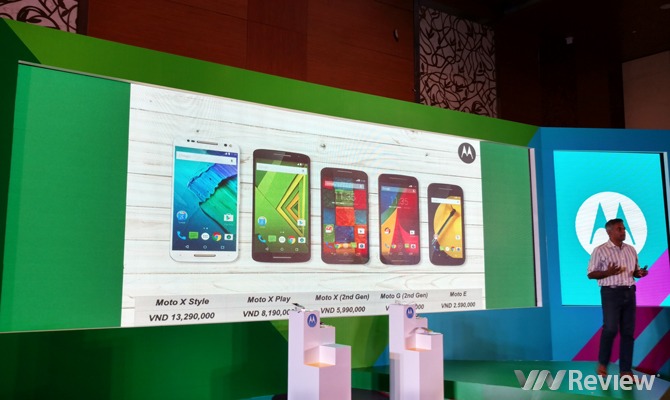 Moto X Style Moto X Play Moto X (2nd Gen) Moto G (2nd Gen) Moto E
VND 13,290,000 VND 8,190,000 VND 5,990,000 VND 2.590,000
VNReview